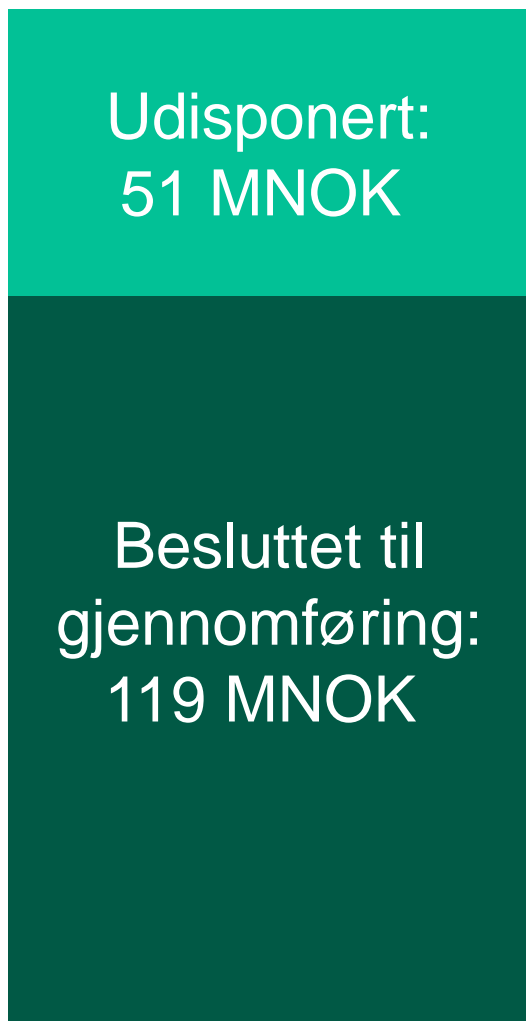 Udisponert:
51 MNOK
Besluttet til
gjennomføring:
119 MNOK